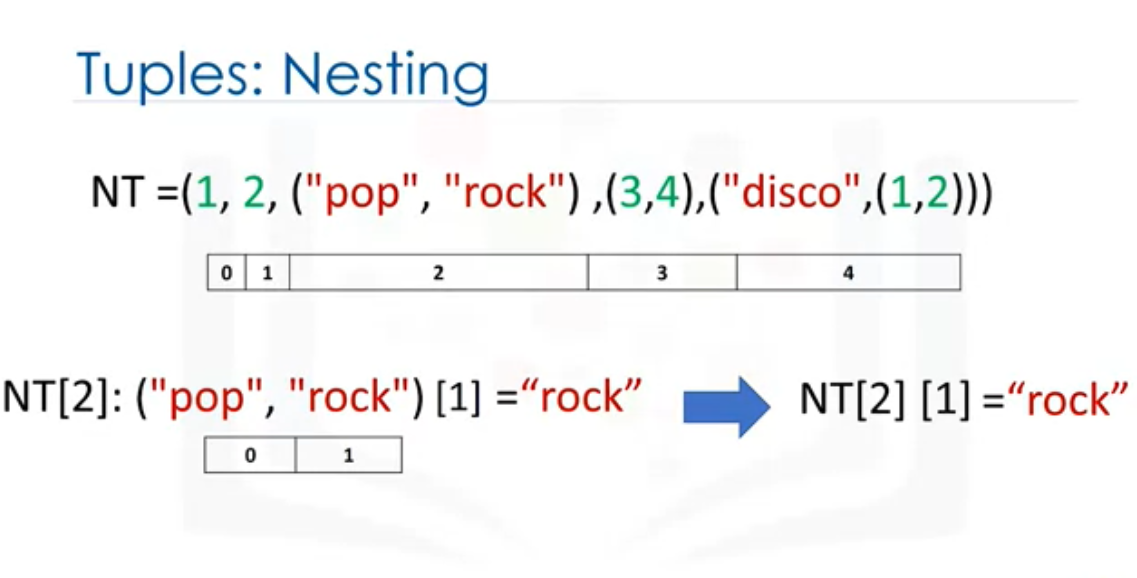 Tuples: Nesting
NT =(1, 2, ("pop", "rock") ,(3,4),("disco",(1,2)))
0 1 2 3 4
NT[2]: ("pop", "rock") [1] =“rock” NT[2] [1] =“rock”
0 1